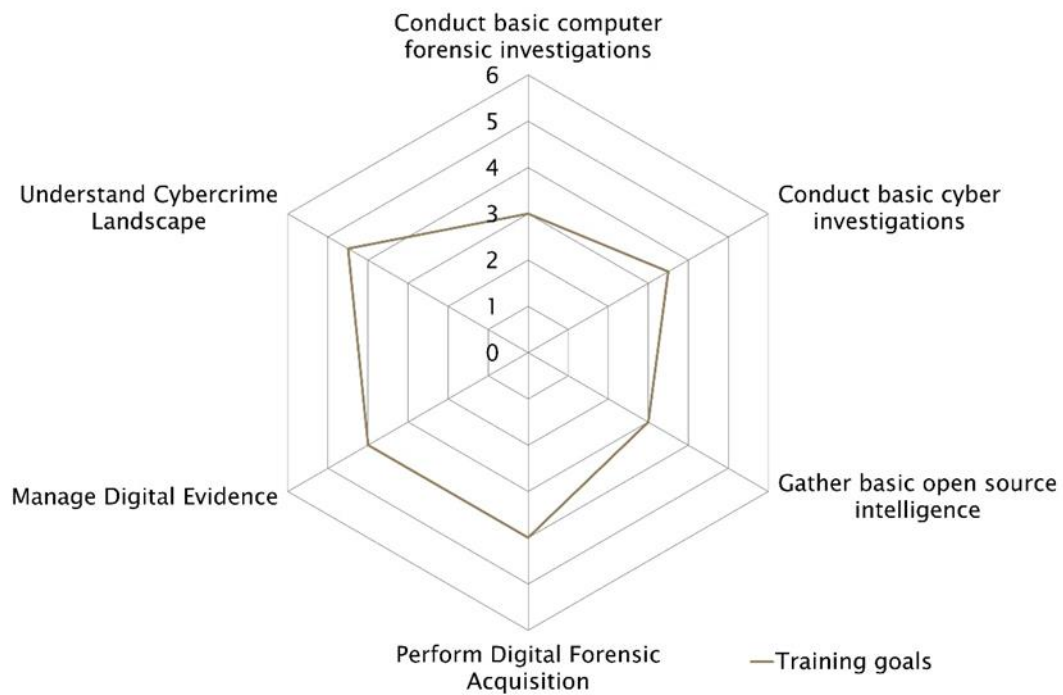 Conduct basic computer
forensic investigations
6
5
4
3
2
1
0
Understand Cybercrime
Landscape
Conduct basic cyber
investigations
Manage Digital Evidence
Gather basic open source
intelligence
Perform Digital Forensic
Acquisition
Training goals